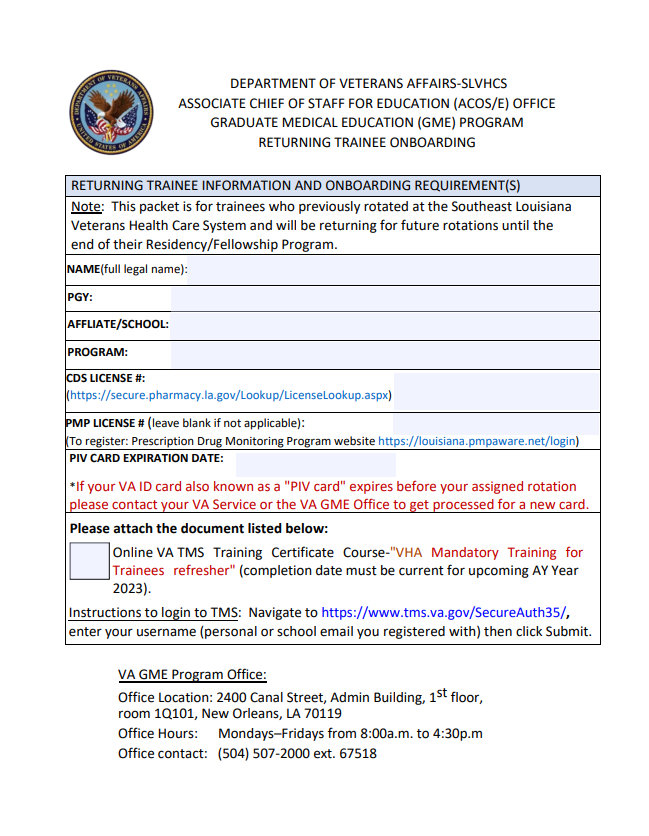 DEPARTMENT OF VETERANS AFFAIRS
UNITED STATES OF AMERICA
DEPARTMENT OF VETERANS AFFAIRS-SLVHCS
ASSOCIATE CHIEF OF STAFF FOR EDUCATION (ACOS/E) OFFICE
GRADUATE MEDICAL EDUCATION (GME) PROGRAM
RETURNING TRAINEE ONBOARDING
RETURNING TRAINEE INFORMATION AND ONBOARDING REQUIREMENT(S)
Note: This packet is for trainees who previously rotated at the Southeast Louisiana
Veterans Health Care System and will be returning for future rotations until the
end of their Residency/Fellowship Program.
NAME(full legal name):
PGY:
AFFLIATE/SCHOOL:
PROGRAM:
CDS LICENSE #:
(https://secure.pharmacy.la.gov/Lookup/LicenseLookup.aspx)
PMP LICENSE # (leave blank if not applicable):
(To register: Prescription Drug Monitoring Program website https://louisiana.pmpaware.net/login)
PIV CARD EXPIRATION DATE:
*If your VA ID card also known as a "PIV card" expires before your assigned rotation
please contact your VA Service or the VA GME Office to get processed for a new card.
Please attach the document listed below:
Online VA TMS Training Certificate Course-"VHA Mandatory Training for
Trainees refresher" (completion date must be current for upcoming AY Year
2023).
Instructions to login to TMS: Navigate to https://www.tms.va.gov/SecureAuth35/,
enter your username (personal or school email you registered with) then click Submit.
VA GME Program Office:
Office Location: 2400 Canal Street, Admin Building, 1st floor,
room 1Q101, New Orleans, LA 70119
Office Hours: Mondays–Fridays from 8:00a.m. to 4:30p.m
Office contact: (504) 507-2000 ext. 67518